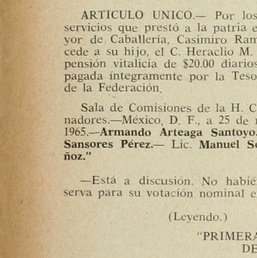 ARTICULO UNICO.— Por los
servicios que prestó a la patria e
yor de Caballería, Casimiro Ram
cede a su hijo, el C. Heraclio M.
pensión vitalicia de $20.00 diarios
pagada íntegramente por la Teso
de la Federación.
Sala de Comisiones de la H. C
nadores.—México, D. F., a 25 de
1965.—Armando Arteaga Santoyo.
Sansores Pérez.— Lic. Manuel
ñoz."
—Está a discusión. No habié
serva para su votación nominal e
(Leyendo.)
"PRIMERA
DE